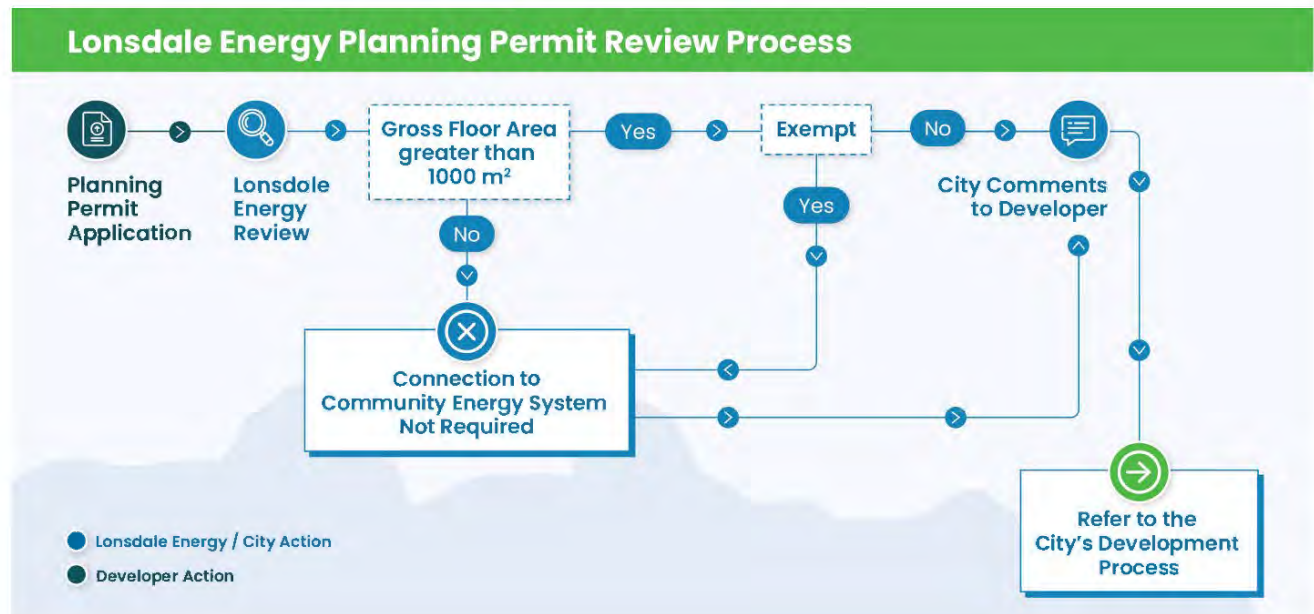 Lonsdale Energy Planning Permit Review Process
Planning
Permit
Application
Lonsdole
Energy
Review
Gross Floor Area
greater than
1000 m²
Yes
Exempt
No
City Comments
to Developer
Yes
No
Connection to
Community Energy System
Not Required
Refer to the
City's Development
Process
Lonsdale Energy / City Action
Developer Action